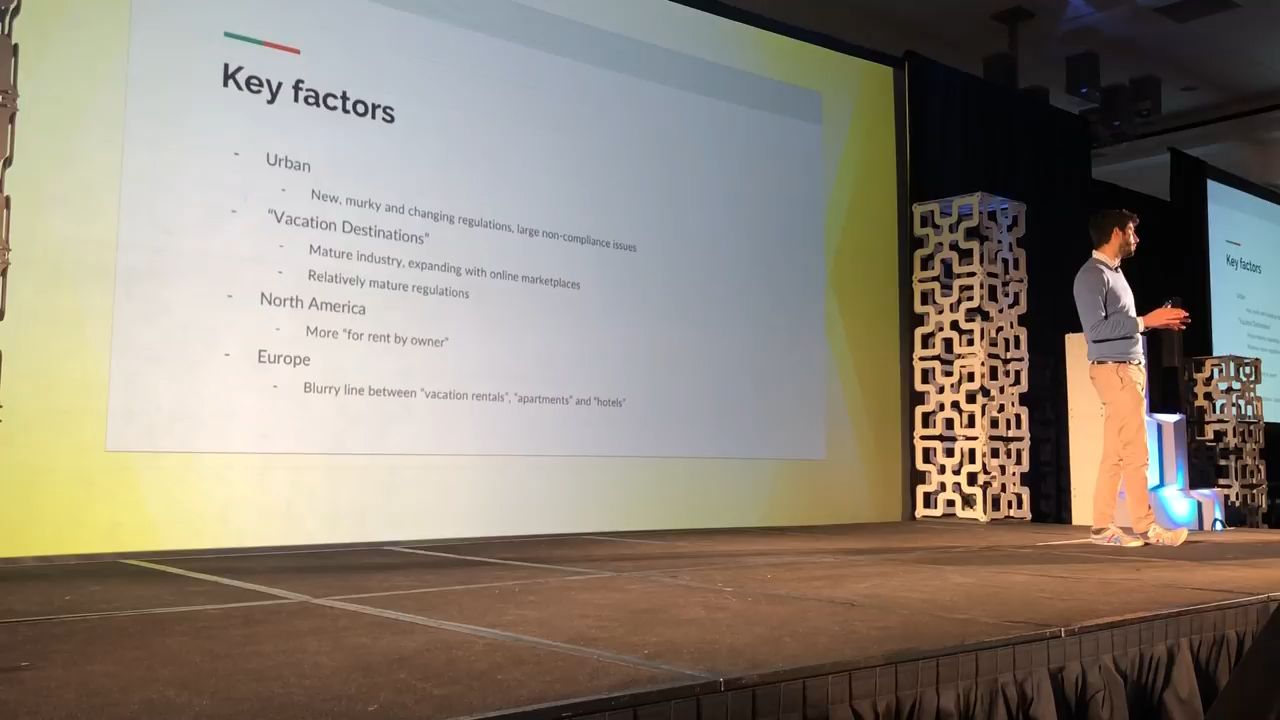 Key factors
- Urban
- New, murky and changing regulations, large non-compliance issues
- "Vacation Destinations"
- Mature industry, expanding with online marketplaces
- Relatively mature regulations
- North America
- More "for rent by owner"
- Europe
- Blurry line between "vacation rentals", "apartments" and "hotels"
Key factors